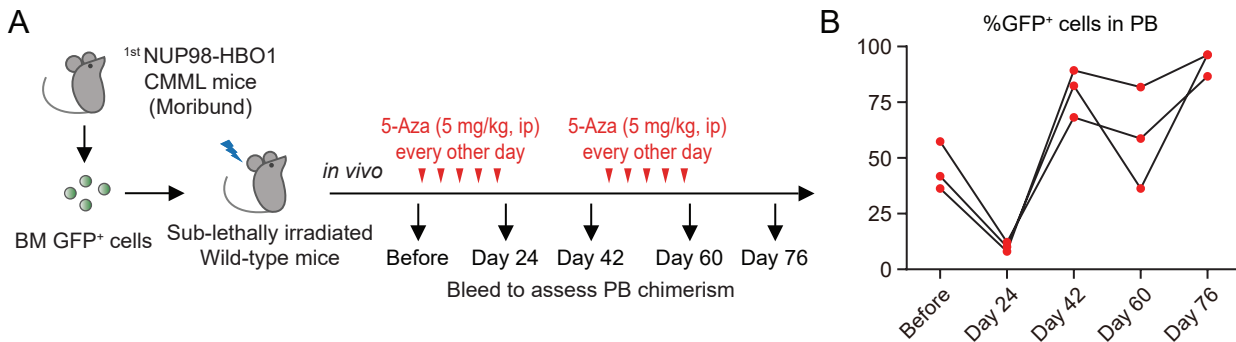 A
1st NUP98-HBO1
CMML mice
(Moribund)
BM GFP+ cells
Sub-lethally irradiated
Wild-type mice
in vivo
5-Aza (5 mg/kg, ip)
every other day
5-Aza (5 mg/kg, ip)
every other day
Before Day 24 Day 42 Day 60 Day 76
Bleed to assess PB chimerism
B
%GFP+ cells in PB
100
75
50
25
0
Before Day 24 Day 42 Day 60 Day 76